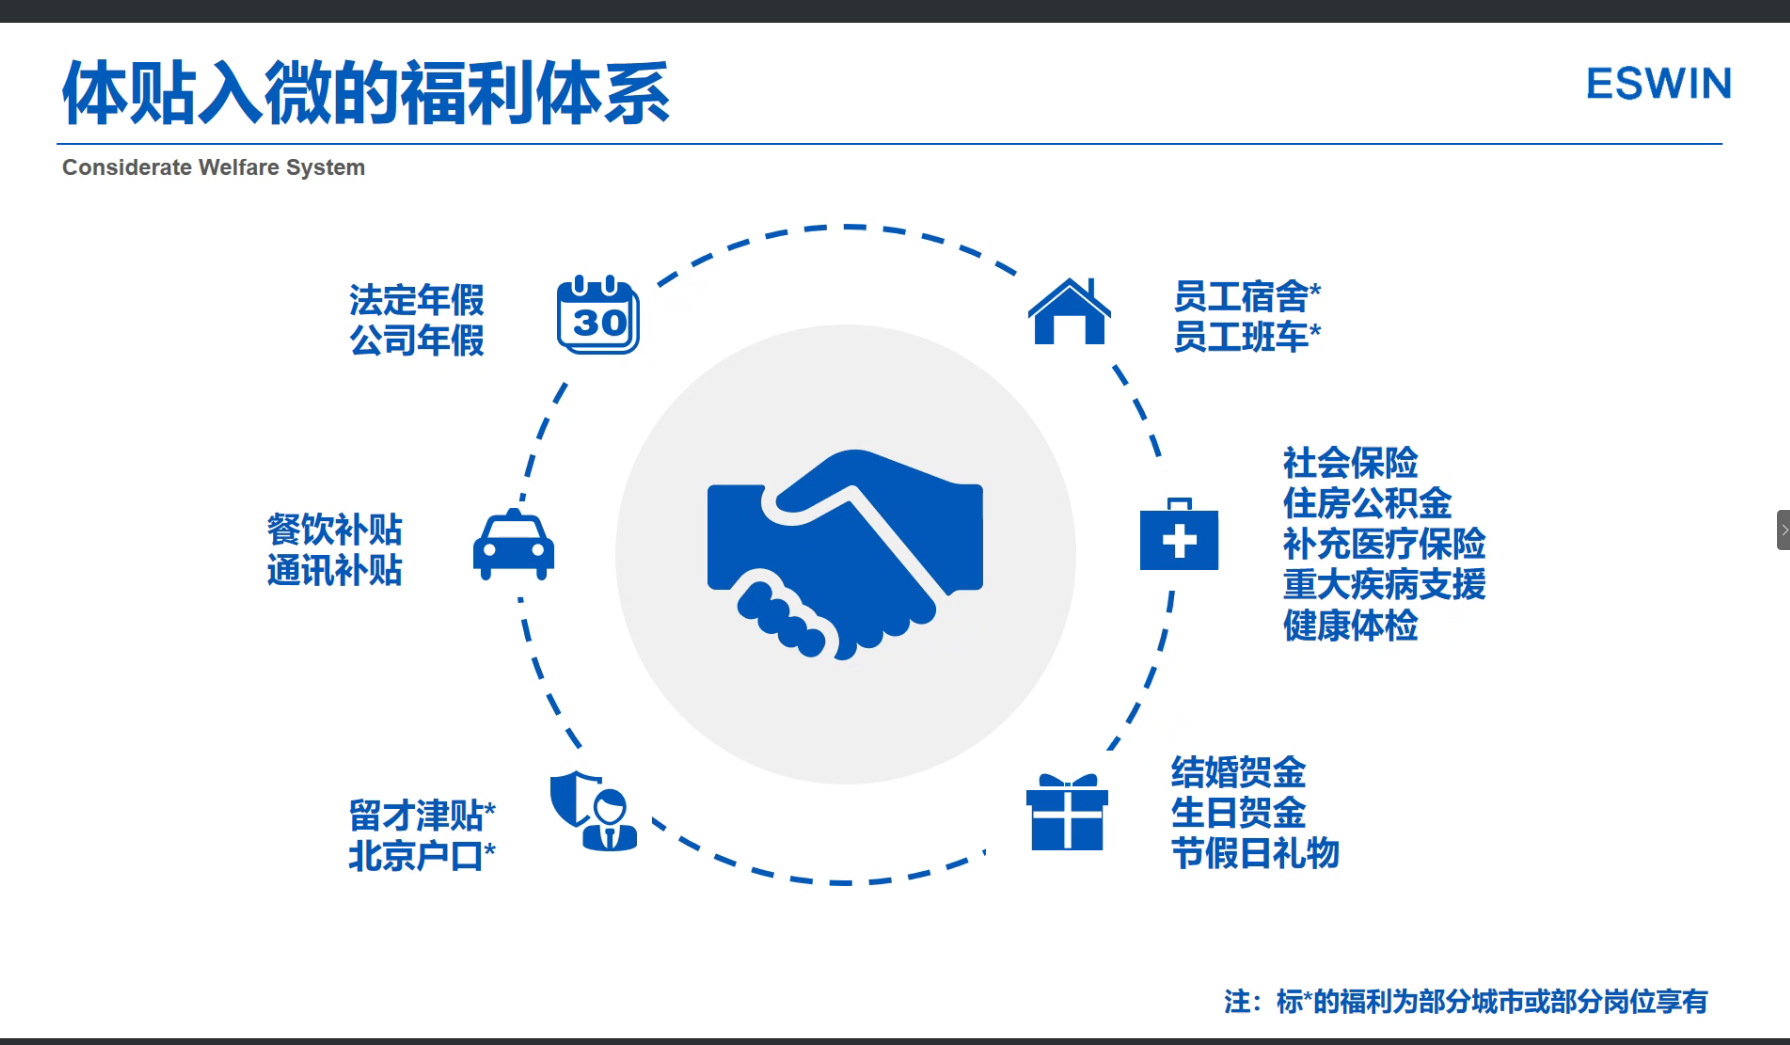 体贴入微的福利体系
ESWIN
Considerate Welfare System
法定年假
公司年假
30
员工宿舍*
员工班车*
餐饮补贴
通讯补贴
社会保险
住房公积金
补充医疗保险
重大疾病支援
健康体检
留才津贴*
北京户口*
结婚贺金
生日贺金
节假日礼物
注：标*的福利为部分城市或部分岗位享有